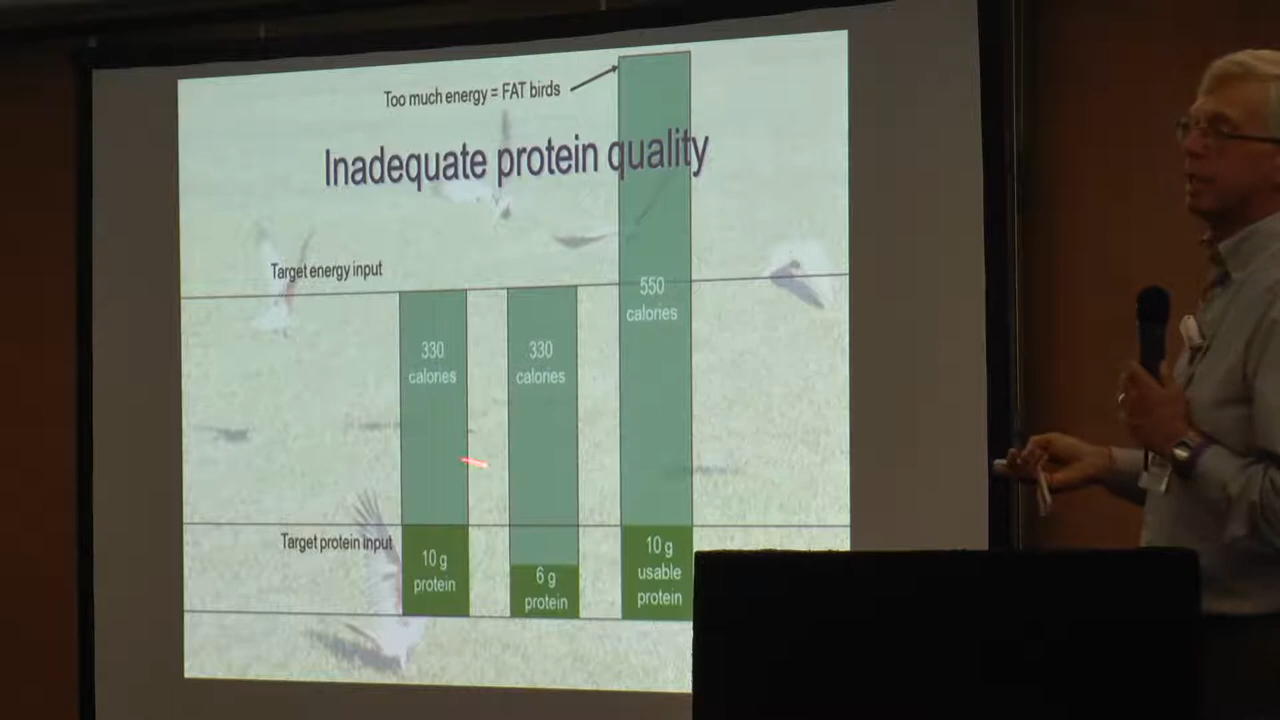 Too much energy = FAT birds
Inadequate protein quality
Target energy input
330
calories
330
calories
550
calories
Target protein input
10 g
protein
6 g
protein
10 g
usable
protein